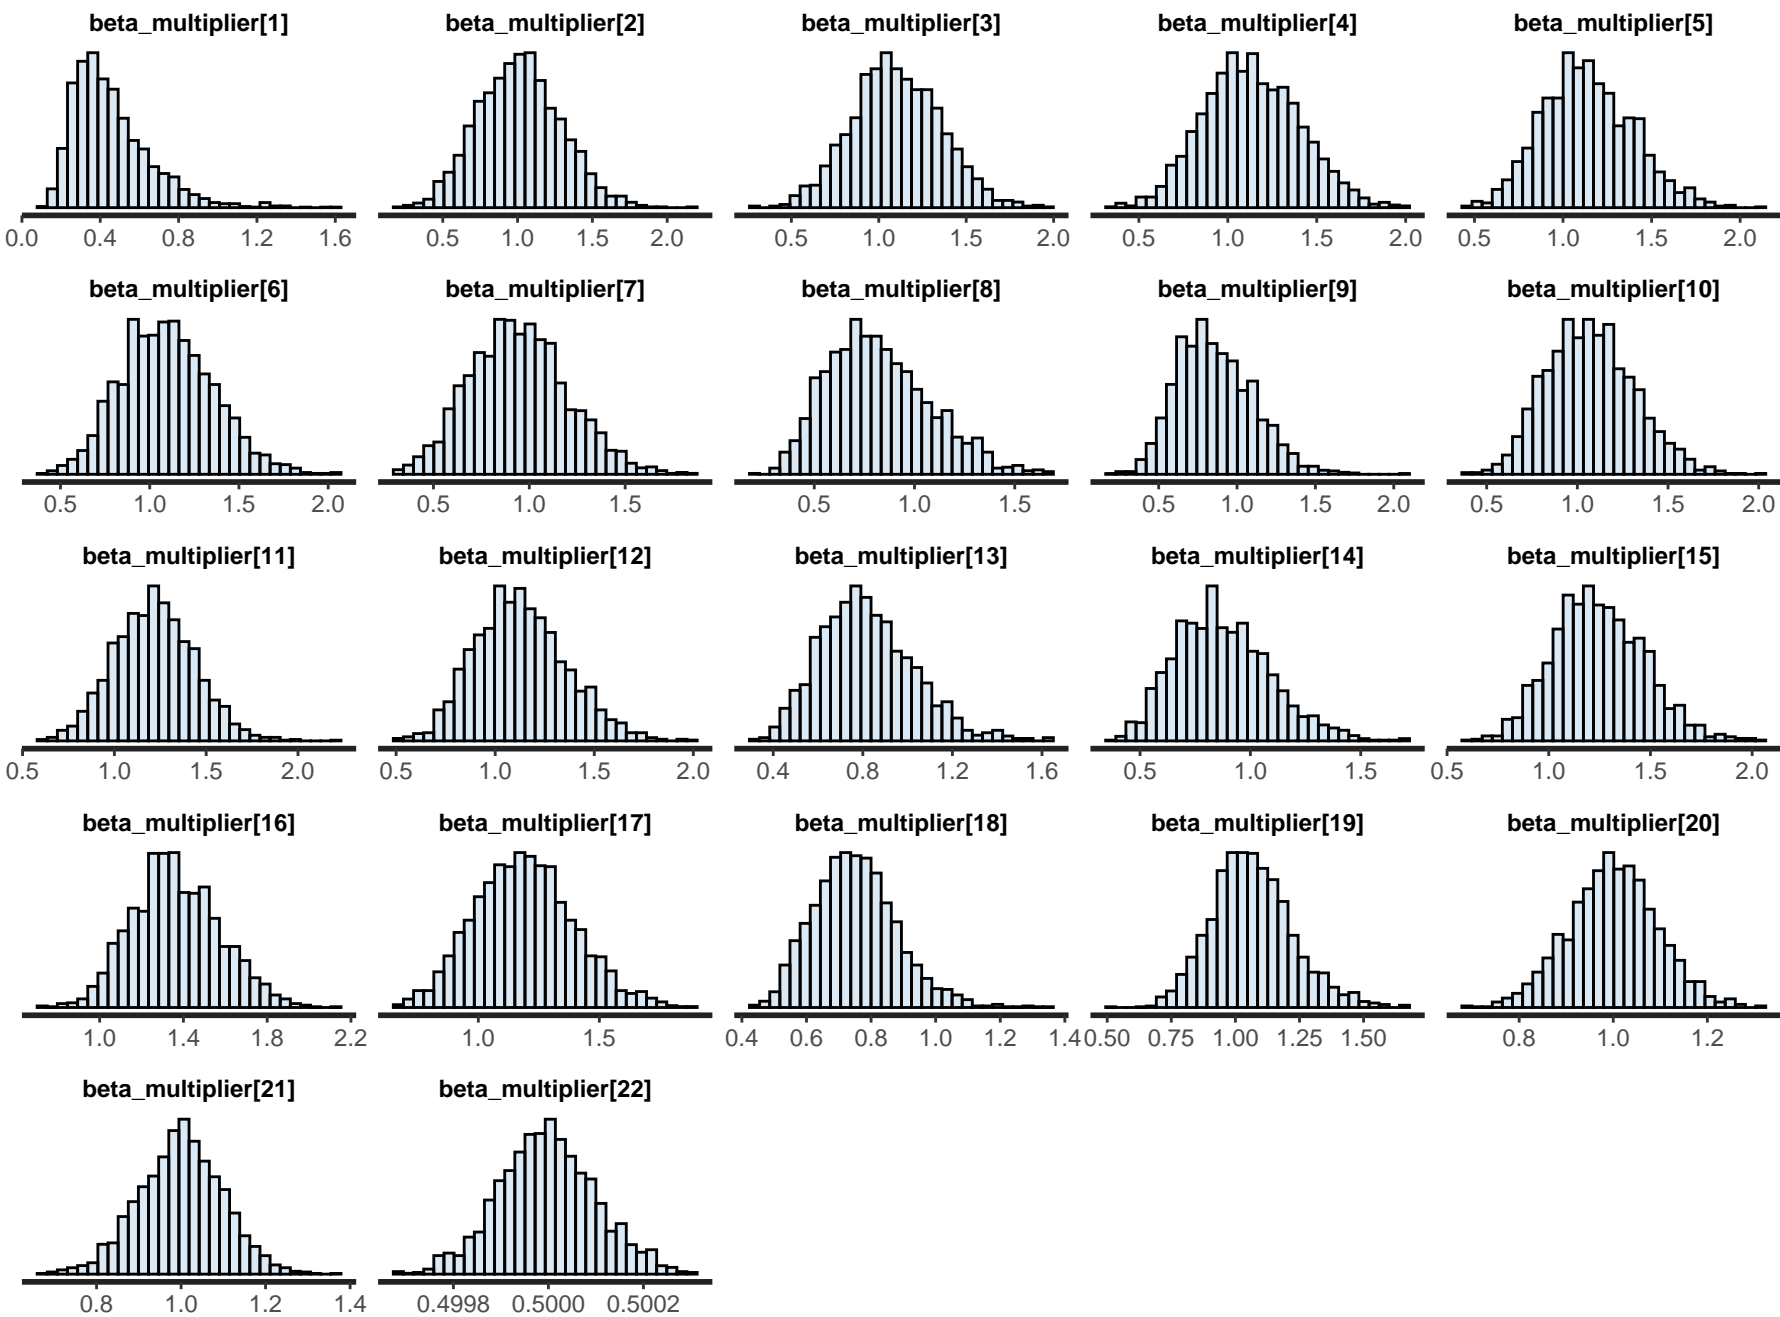 beta_multiplier[1] beta_multiplier[2] beta_multiplier[3] beta_multiplier[4] beta_multiplier[5]
0.0 0.4 0.8 1.2 1.6 0.5 1.0 1.5 2.0 0.5 1.0 1.5 2.0 0.5 1.0 1.5 2.0 0.5 1.0 1.5 2.0
beta_multiplier[6] beta_multiplier[7] beta_multiplier[8] beta_multiplier[9] beta_multiplier[10]
0.5 1.0 1.5 2.0 0.5 1.0 1.5 0.5 1.0 1.5 0.5 1.0 1.5 2.0 0.5 1.0 1.5 2.0
beta_multiplier[11] beta_multiplier[12] beta_multiplier[13] beta_multiplier[14] beta_multiplier[15]
0.5 1.0 1.5 2.0 0.5 1.0 1.5 2.0 0.4 0.8 1.2 1.6 0.5 1.0 1.5 0.5 1.0 1.5 2.0
beta_multiplier[16] beta_multiplier[17] beta_multiplier[18] beta_multiplier[19] beta_multiplier[20]
1.0 1.4 1.8 2.2 1.0 1.5 0.4 0.6 0.8 1.0 1.2 1.4 0.50 0.75 1.00 1.25 1.50 0.8 1.0 1.2
beta_multiplier[21] beta_multiplier[22]
0.8 1.0 1.2 1.4 0.4998 0.5000 0.5002